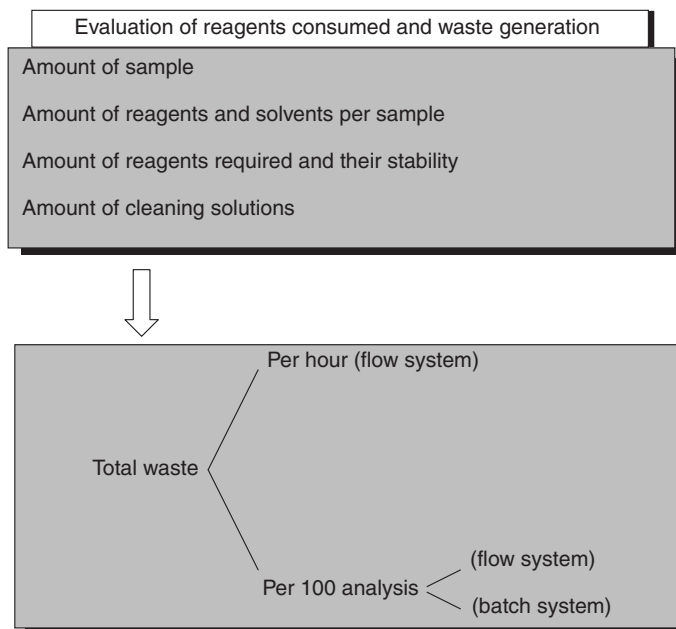 Evaluation of reagents consumed and waste generation
Amount of sample
Amount of reagents and solvents per sample
Amount of reagents required and their stability
Amount of cleaning solutions
Per hour (flow system)
Total waste
(flow system)
Per 100 analysis
(batch system)